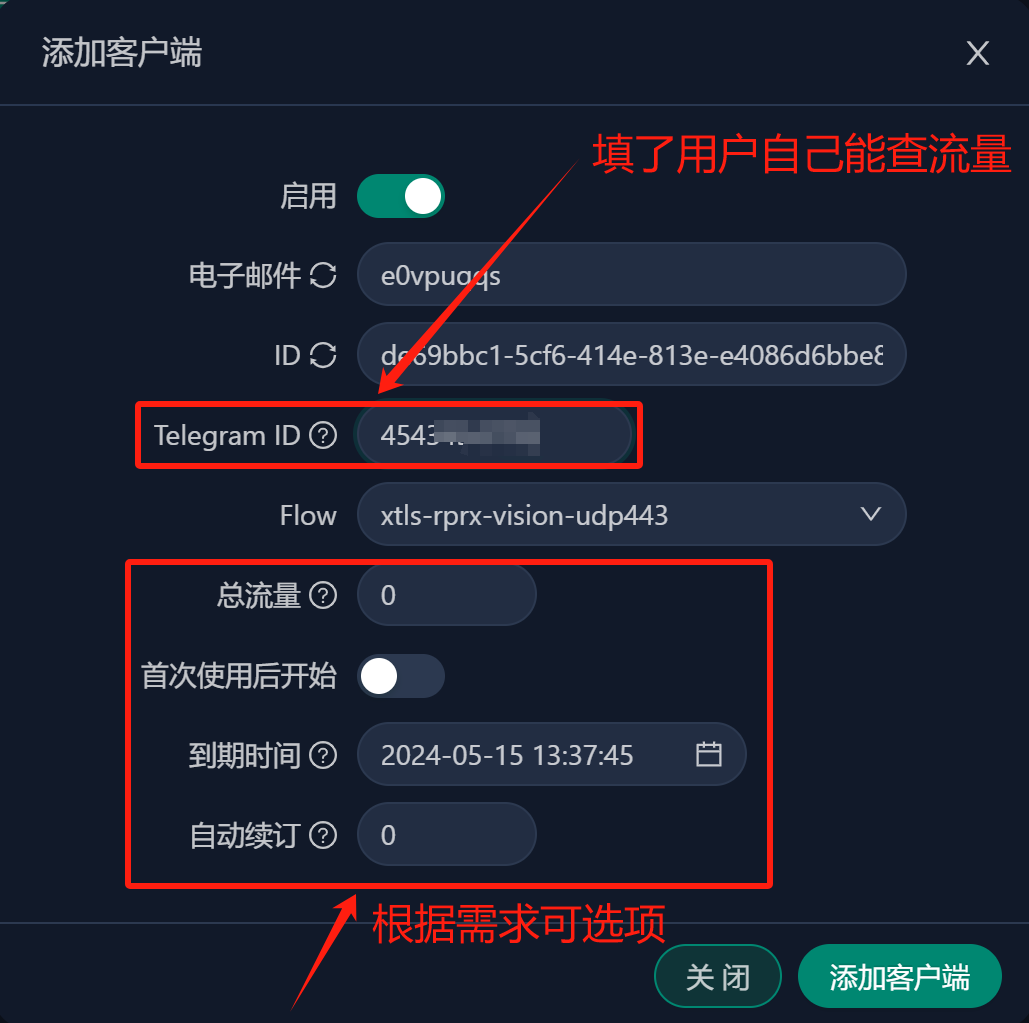 添加客户端
填了用户自己能查流量
启用
电子邮件 e0vpuqqs
ID de69bbc1-5cf6-414e-813e-e4086d6bbe8
Telegram ID 4543
Flow xtls-rprx-vision-udp443
总流量 0
首次使用后开始
到期时间 2024-05-15 13:37:45
自动续订 0
根据需求可选项
关 闭 添加客户端